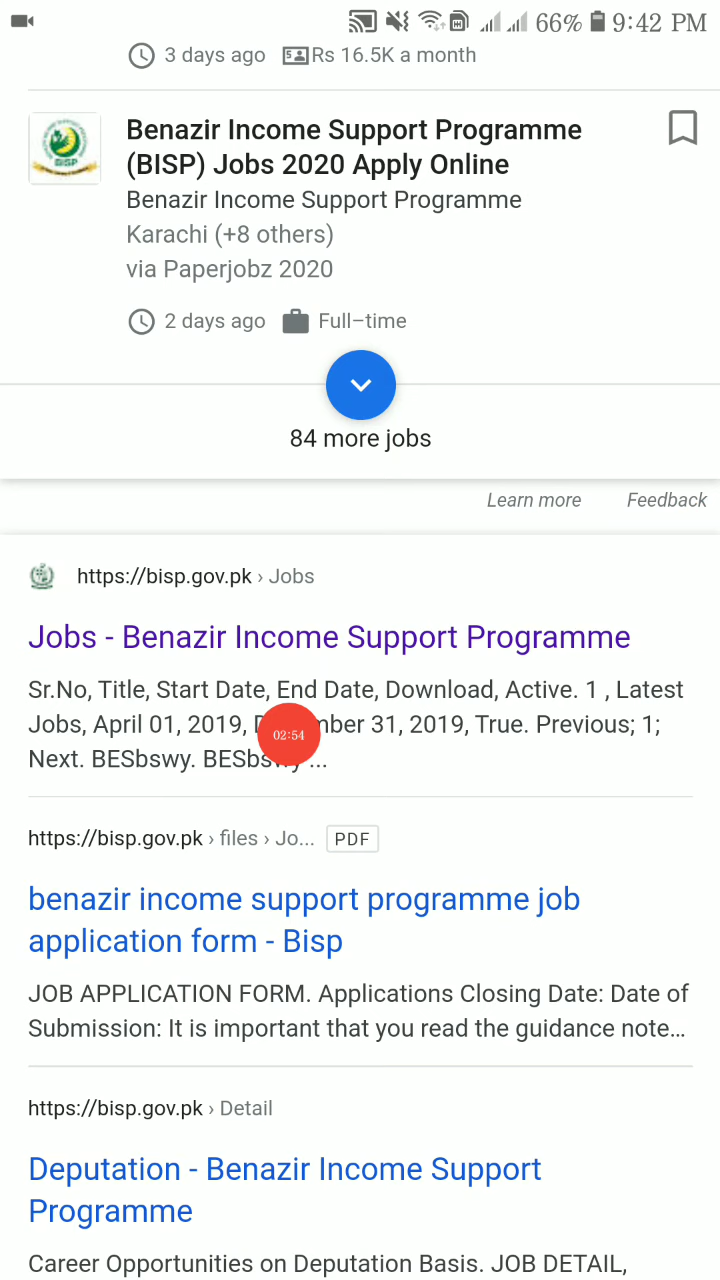 66% 9:42 PM
3 days ago Rs 16.5K a month
Benazir Income Support Programme
(BISP) Jobs 2020 Apply Online
Benazir Income Support Programme
Karachi (+8 others)
via Paperjobz 2020
2 days ago Full-time
BISP
84 more jobs
Learn more Feedback
https://bisp.gov.pk › Jobs
Jobs - Benazir Income Support Programme
Sr.No, Title, Start Date, End Date, Download, Active. 1 , Latest
Jobs, April 01, 2019, mber 31, 2019, True. Previous; 1;
02:54
Next. BESbswy. ...
https://bisp.gov.pk › files › Jo... PDF
benazir income support programme job
application form - Bisp
JOB APPLICATION FORM. Applications Closing Date: Date of
Submission: It is important that you read the guidance note...
https://bisp.gov.pk › Detail
Deputation - Benazir Income Support
Programme
Career Opportunities on Deputation Basis. JOB DETAIL,